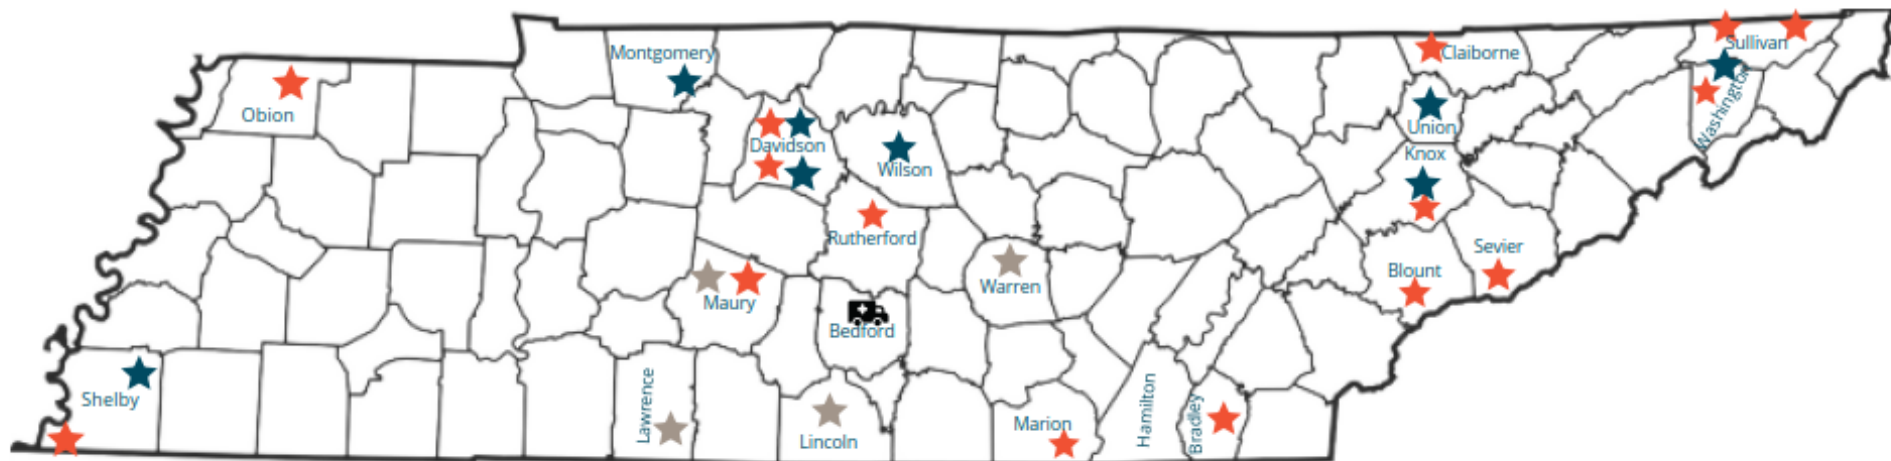 Montgomery
Claiborne
Sullivan
Obion
Washington
Union
Davidson
Knox
Wilson
Rutherford
Sevier
Blount
Warren
Maury
Bedford
Shelby
Lawrence
Hamilton
Bradley
Marion
Lincoln